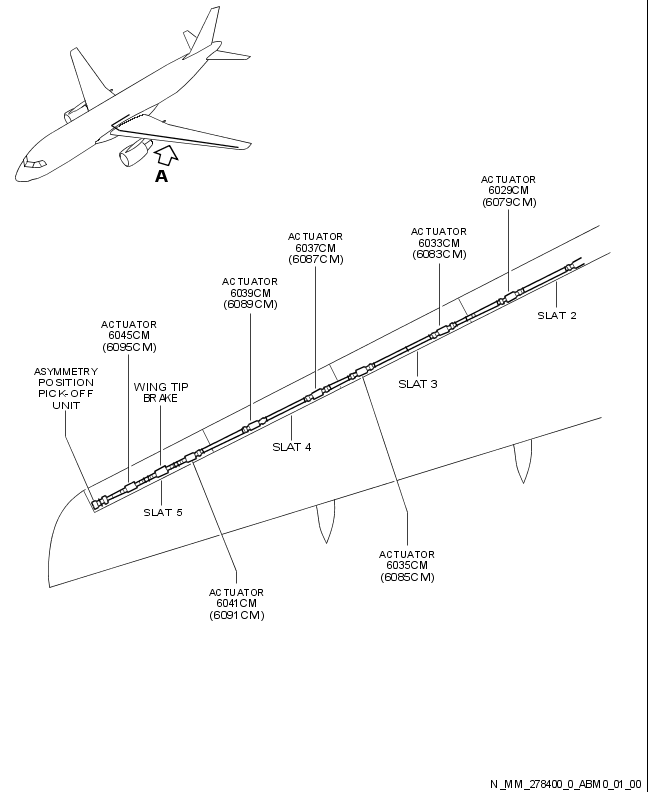 A
ACTUATOR
6029CM
(6079CM)
ACTUATOR
6033CM
(6083CM)
ACTUATOR
6037CM
(6087CM)
ACTUATOR
6039CM
(6089CM)
ACTUATOR
6045CM
(6095CM)
ASYMMETRY
POSITION
PICK-OFF
UNIT
WING TIP
BRAKE
SLAT 2
SLAT 3
SLAT 4
SLAT 5
ACTUATOR
6035CM
(6085CM)
ACTUATOR
6041CM
(6091CM)
N_MM_278400_0_ABM0_01_00